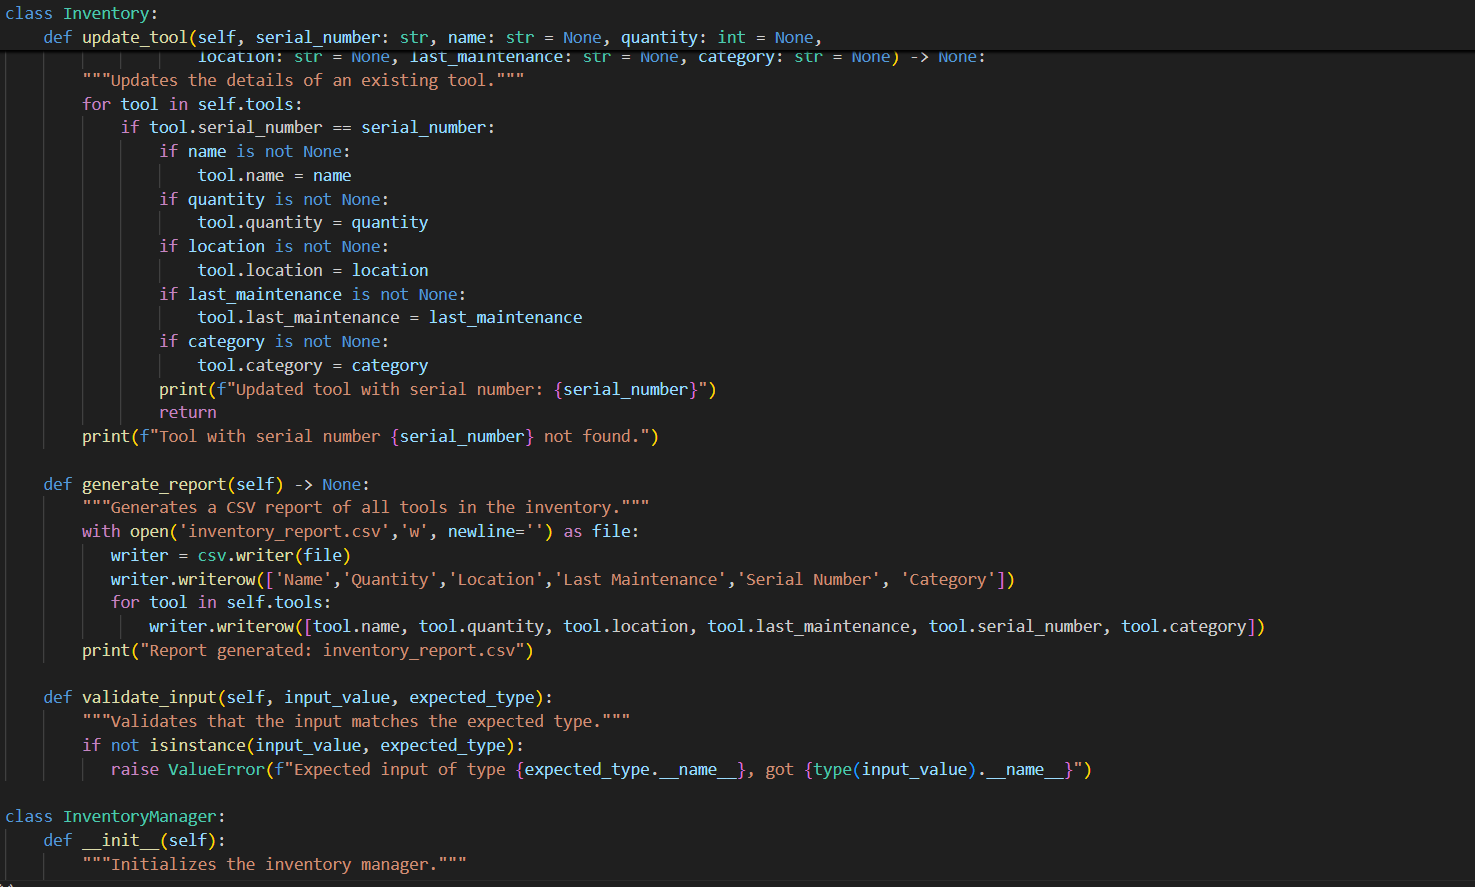 class Inventory:
    def update_tool(self, serial_number: str, name: str = None, quantity: int = None,
                    location: str = None, last_maintenance: str = None, category: str = None) -> None:
        """Updates the details of an existing tool."""
        for tool in self.tools:
            if tool.serial_number == serial_number:
                if name is not None:
                    tool.name = name
                if quantity is not None:
                    tool.quantity = quantity
                if location is not None:
                    tool.location = location
                if last_maintenance is not None:
                    tool.last_maintenance = last_maintenance
                if category is not None:
                    tool.category = category
                print(f"Updated tool with serial number: {serial_number}")
                return
        print(f"Tool with serial number {serial_number} not found.")

    def generate_report(self) -> None:
        """Generates a CSV report of all tools in the inventory."""
        with open('inventory_report.csv','w', newline='') as file:
           writer = csv.writer(file)
           writer.writerow(['Name','Quantity','Location','Last Maintenance','Serial Number', 'Category'])
           for tool in self.tools:
               writer.writerow([tool.name, tool.quantity, tool.location, tool.last_maintenance, tool.serial_number, tool.category])
        print("Report generated: inventory_report.csv")

    def validate_input(self, input_value, expected_type):
        """Validates that the input matches the expected type."""
        if not isinstance(input_value, expected_type):
           raise ValueError(f"Expected input of type {expected_type.__name__}, got {type(input_value).__name__}")

class InventoryManager:
    def __init__(self):
        """Initializes the inventory manager."""